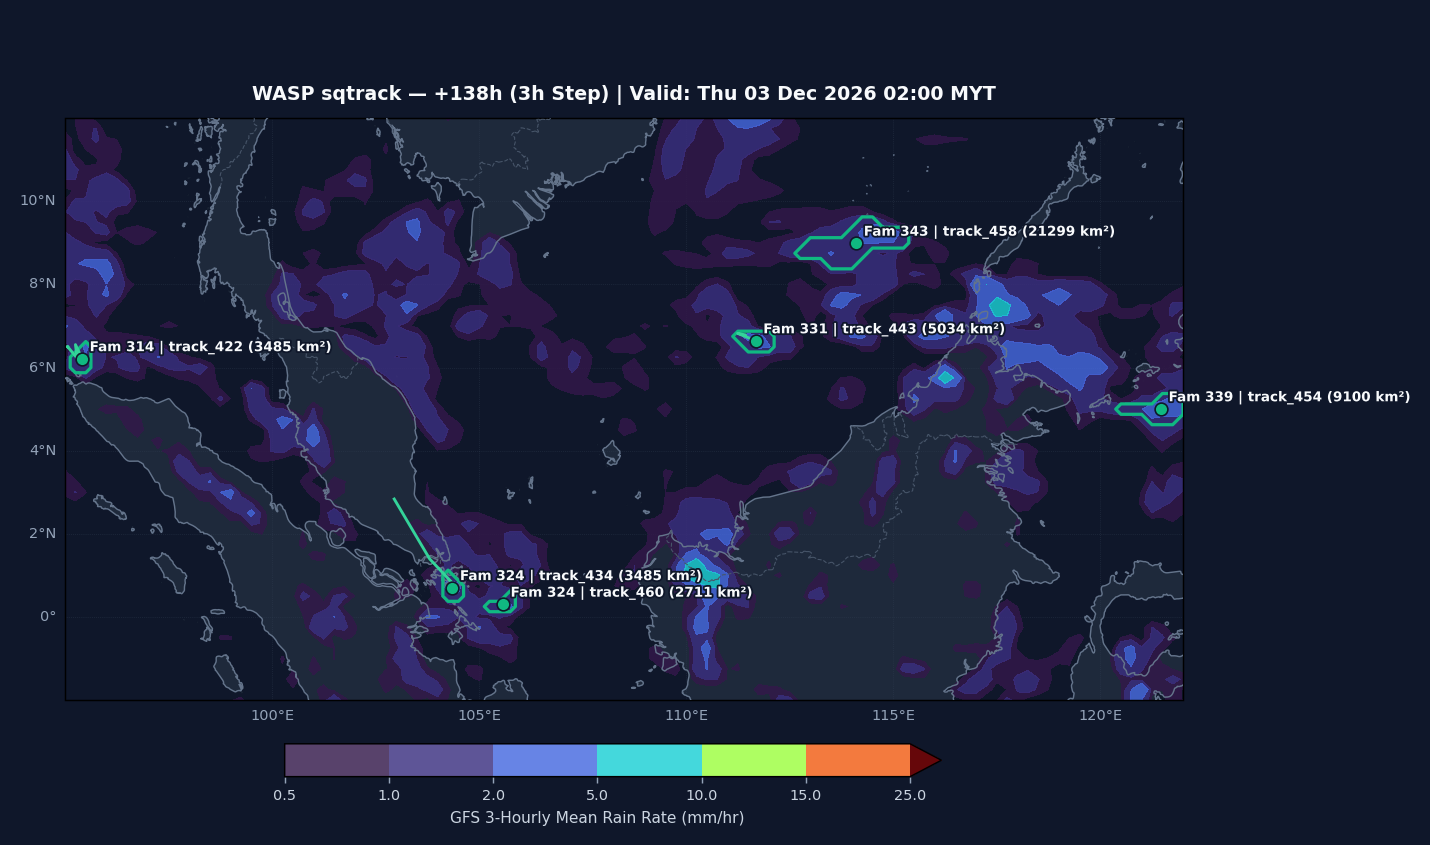 WASP sqtrack — +138h (3h Step) | Valid: Thu 03 Dec 2026 02:00 MYT
10°N
Fam 343 | track_458 (21299 km²)
8°N
Fam 331 | track_443 (5034 km²)
Fam 314 | track_422 (3485 km²)
6°N
Fam 339 | track_454 (9100 km²)
4°N
2°N
Fam 324 | track_434 (3485 km²)
Fam 324 | track_460 (2711 km²)
0°
100°E 105°E 110°E 115°E 120°E
0.5 1.0 2.0 5.0 10.0 15.0 25.0
GFS 3-Hourly Mean Rain Rate (mm/hr)